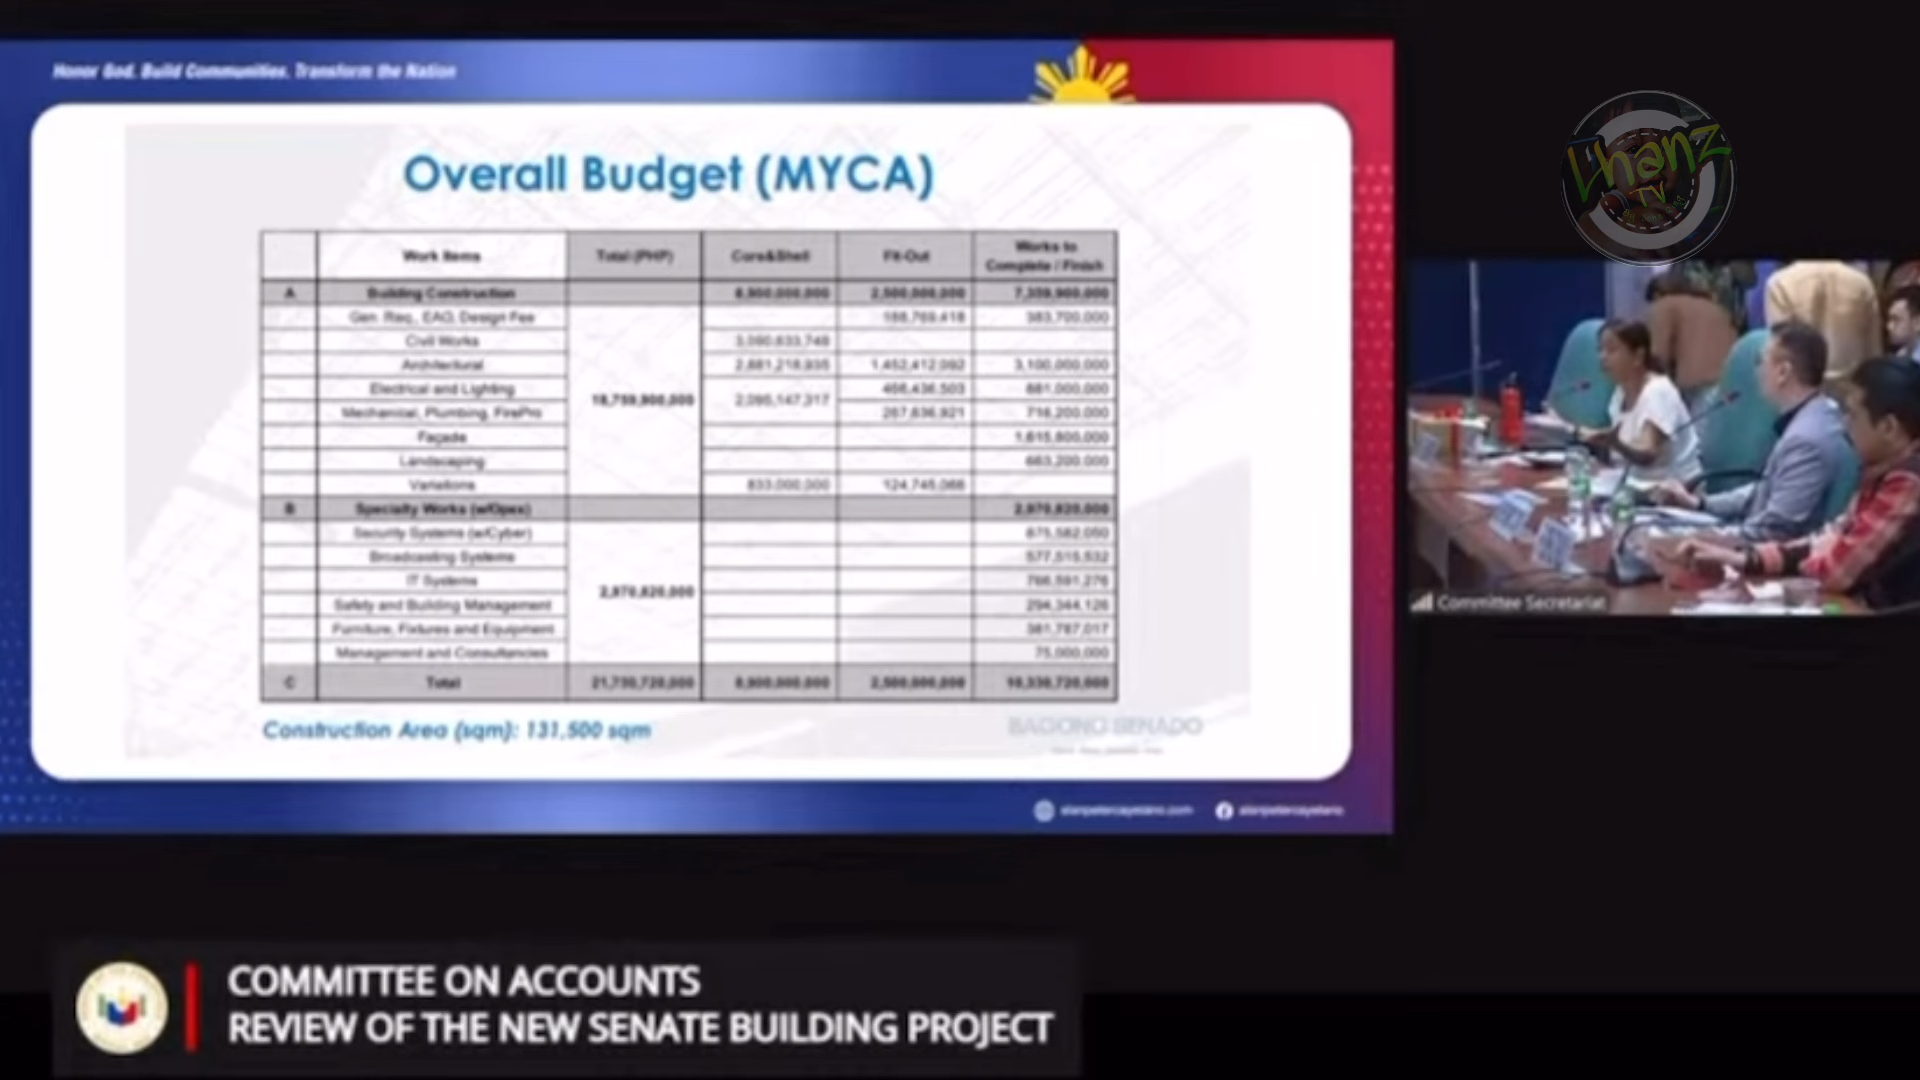 Honor God. Build Communities. Transform the Nation
Overall Budget (MYCA)
Work Items Total (PHP) Core&Shell Fit-Out Works to Complete / Finish
A Building Construction 8,900,000,000 2,500,000,000 7,359,900,000
Gen. Req., EAO, Design Fee 188,769,418 383,700,000
Civil Works 3,090,633,748
Architectural 2,881,218,935 1,452,412,092 3,100,000,000
Electrical and Lighting 466,436,503 881,000,000
18,759,900,000 2,095,147,317
Mechanical, Plumbing, FirePro 267,636,921 716,200,000
Façade 1,615,800,000
Landscaping 663,200,000
Variations 833,000,000 124,745,066
B Specialty Works (w/Opex) 2,970,820,000
Security Systems (w/Cyber) 875,582,050
Broadcasting Systems 577,515,532
IT Systems 766,591,276
2,970,820,000
Safety and Building Management 294,344,126
Furniture, Fixtures and Equipment 381,787,017
Management and Consultancies 75,000,000
C Total 21,730,720,000 8,900,000,000 2,500,000,000 10,330,720,000
Construction Area (sqm): 131,500 sqm
BAGONG SENADO
alanpetercayetano.com alanpetercayetano
Lhanz
TV
Committee Secretariat
COMMITTEE ON ACCOUNTS
REVIEW OF THE NEW SENATE BUILDING PROJECT